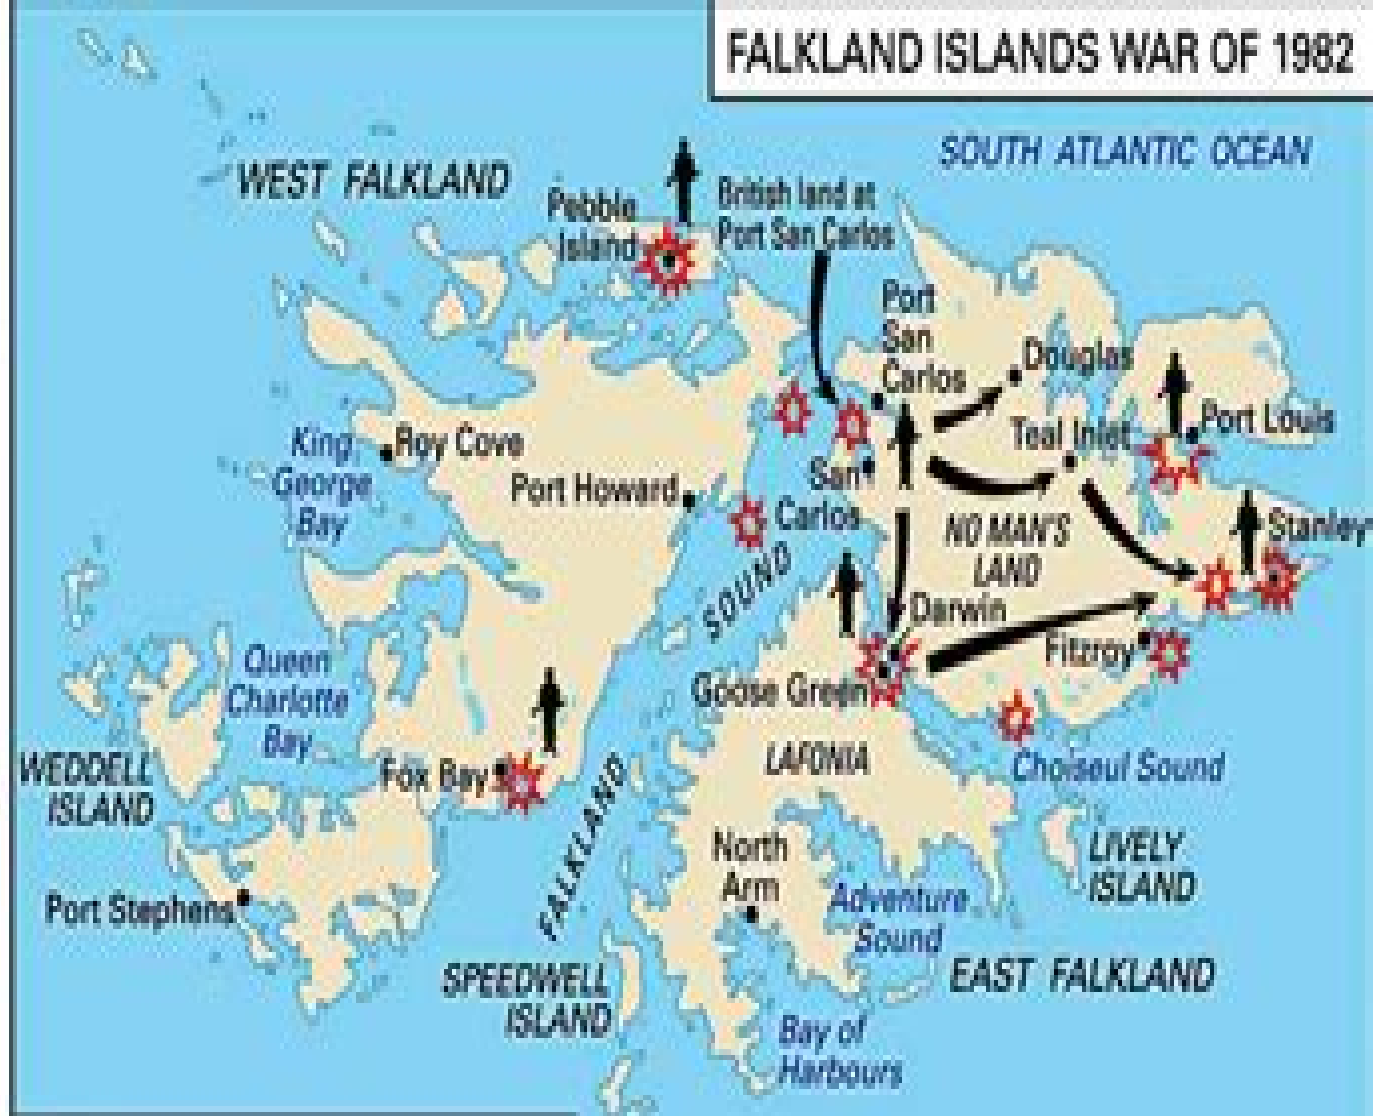 FALKLAND ISLANDS WAR OF 1982
SOUTH ATLANTIC OCEAN
WEST FALKLAND
Pebble
Island
British land at
Port San Carlos
Port
San
Carlos
Douglas
Port Louis
Teal Inlet
King
George
Bay
Roy Cove
Port Howard
San
Carlos
NO MAN'S
LAND
Stanley
SOUND
Darwin
Fitzroy
Queen
Charlotte
Bay
Goose Green
WEDDELL
ISLAND
Fox Bay
LAFONIA
Choiseul Sound
FALKLAND
North
Arm
LIVELY
ISLAND
Port Stephens
Adventure
Sound
SPEEDWELL
ISLAND
EAST FALKLAND
Bay of
Harbours